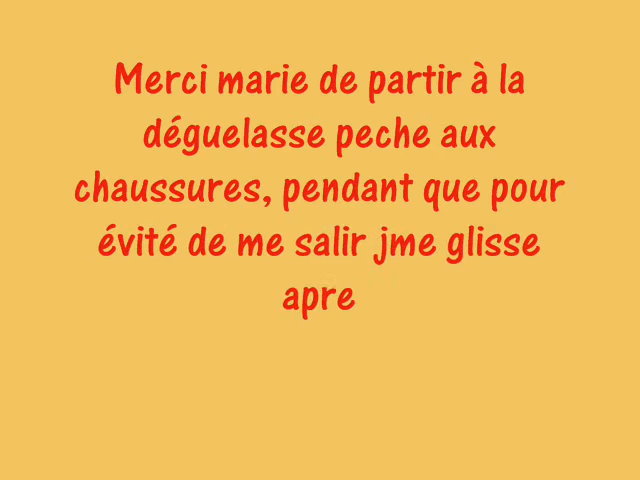 Merci marie de partir à la
déguelasse peche aux
chaussures, pendant que pour
évité de me salir jme glisse
apre